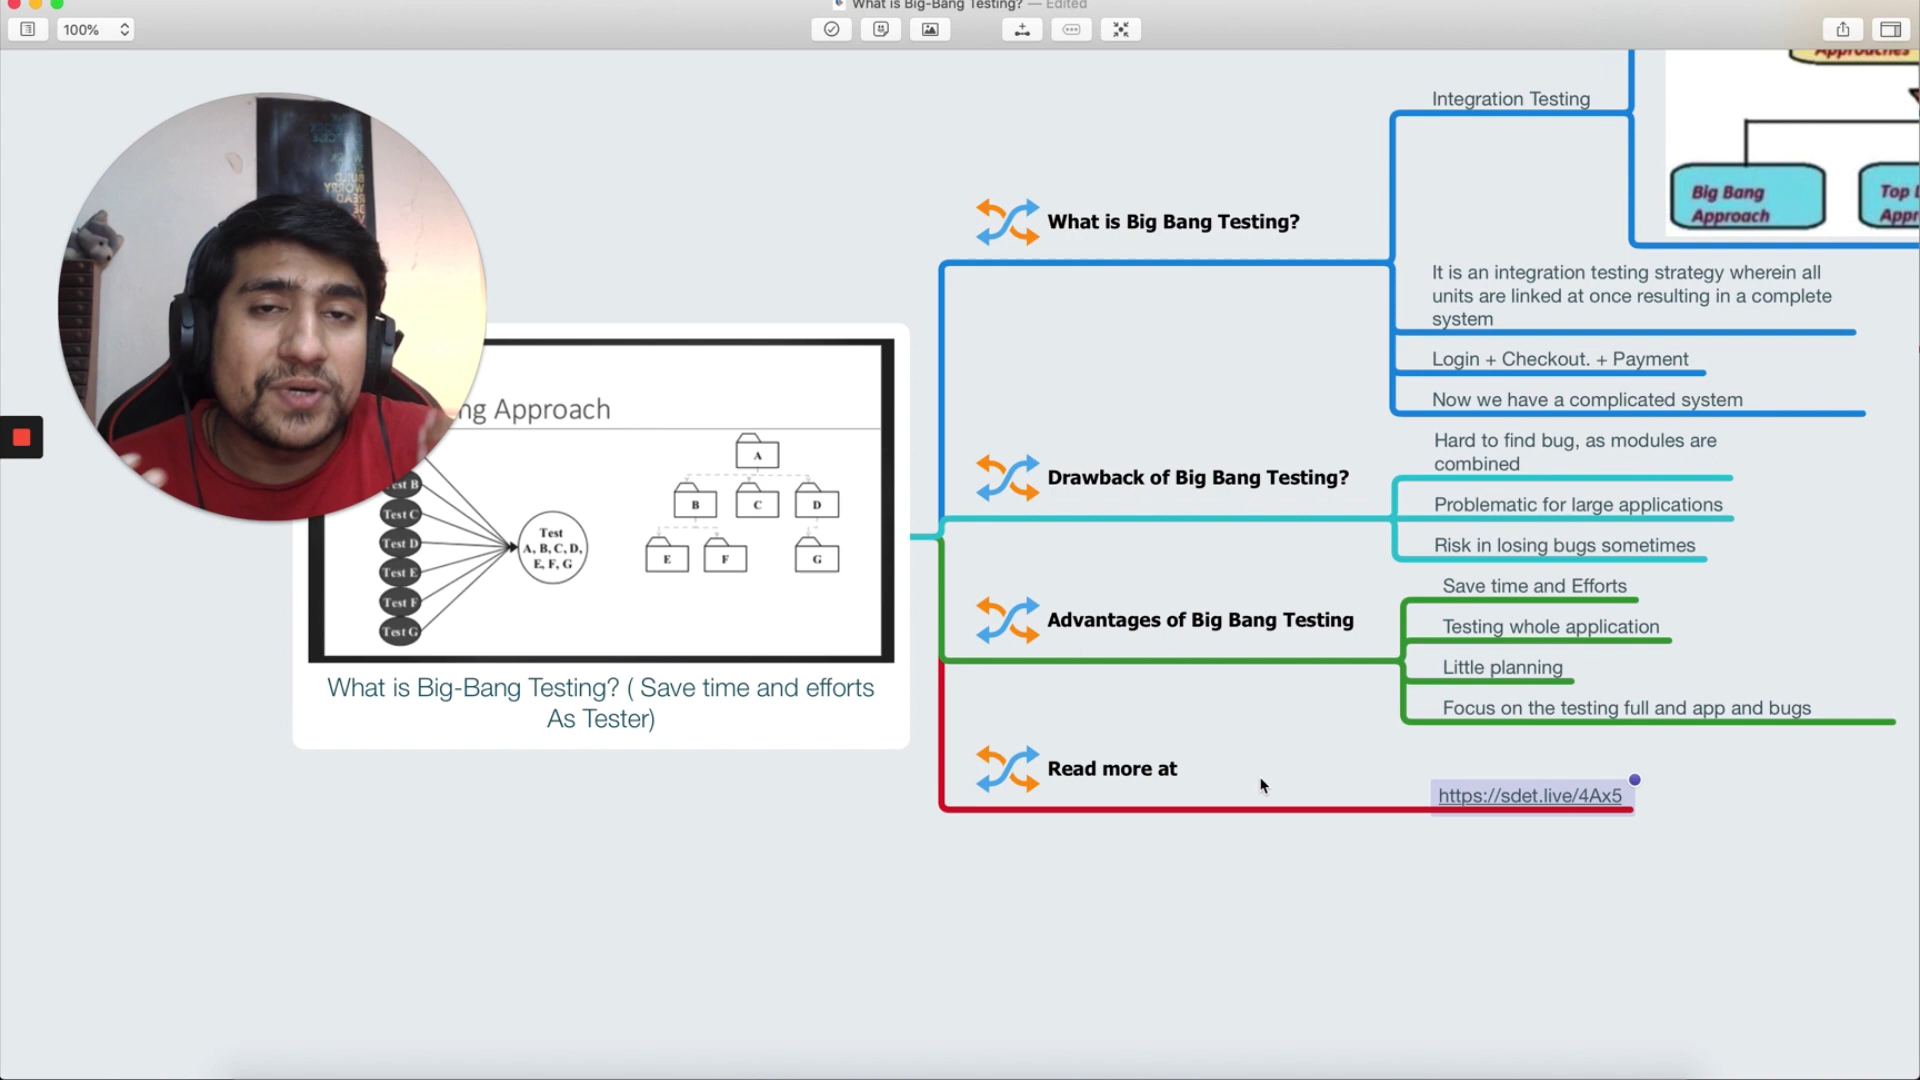 What is Big-Bang Testing? — Edited
100%
Approaches
Integration Testing
Big Bang
Approach
Top
What is Big Bang Testing?
It is an integration testing strategy wherein all
units are linked at once resulting in a complete
system
Login + Checkout. + Payment
Now we have a complicated system
ng Approach
Hard to find bug, as modules are
combined
Drawback of Big Bang Testing?
Problematic for large applications
Risk in losing bugs sometimes
A
B
C
D
E
F
G
est B
Test C
Test D
Test E
Test F
Test G
Test
A, B, C, D,
E, F, G
Save time and Efforts
Advantages of Big Bang Testing
Testing whole application
Little planning
Focus on the testing full and app and bugs
What is Big-Bang Testing? ( Save time and efforts
As Tester)
Read more at
https://sdet.live/4Ax5